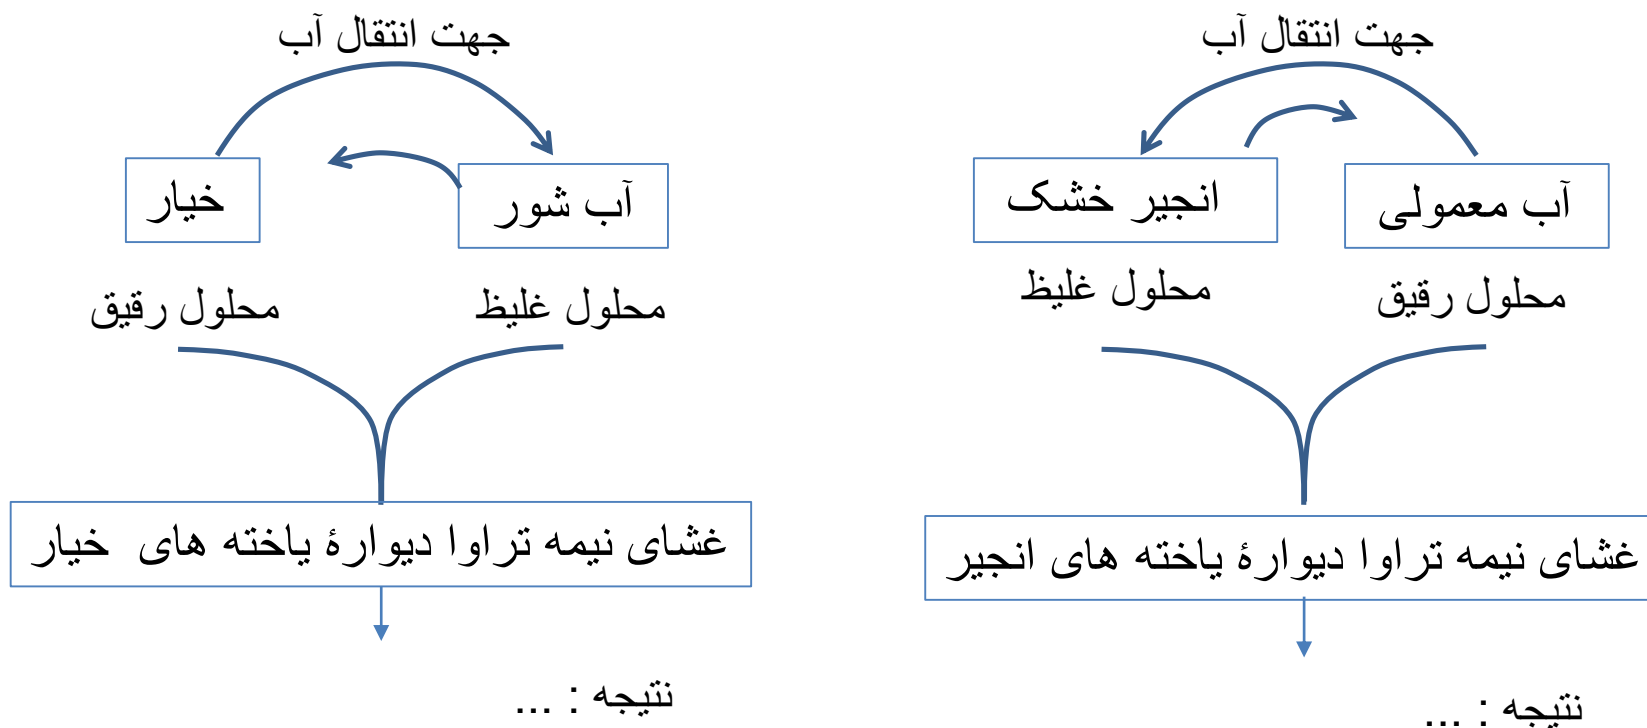 جهت انتقال آب
آب معمولی
انجیر خشک
محلول رقیق
محلول غلیظ
غشای نیمه تراوا دیوارهٔ یاخته های انجیر
نتیجه : ...
جهت انتقال آب
آب شور
خیار
محلول غلیظ
محلول رقیق
غشای نیمه تراوا دیوارهٔ یاخته های خیار
نتیجه : ...